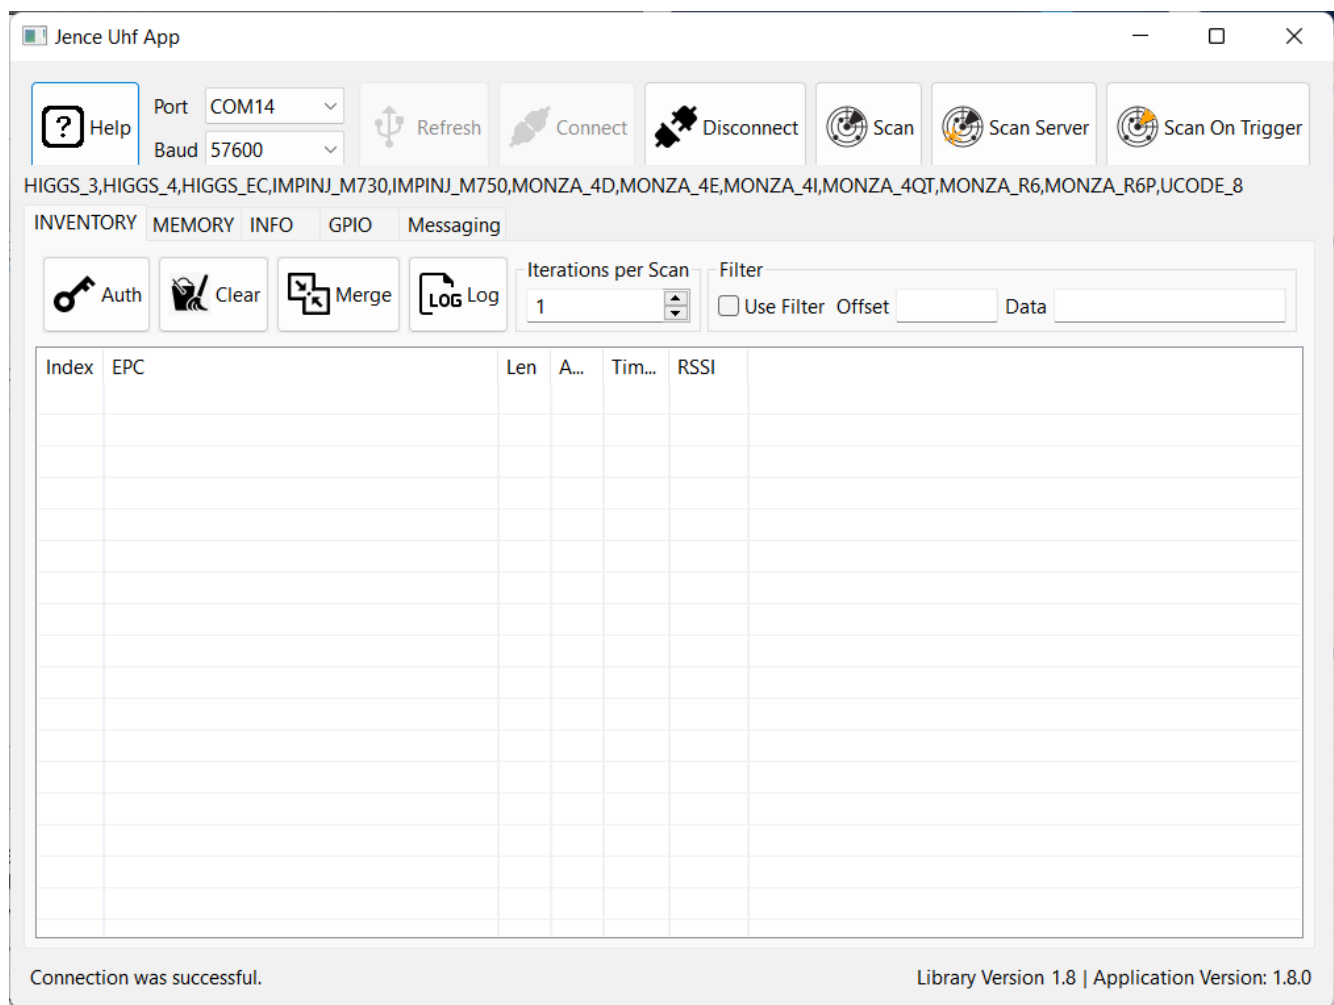 Jence Uhf App
? Help
Port COM14
Baud 57600
Refresh
Connect
Disconnect
Scan
Scan Server
Scan On Trigger
HIGGS_3,HIGGS_4,HIGGS_EC,IMPINJ_M730,IMPINJ_M750,MONZA_4D,MONZA_4E,MONZA_4I,MONZA_4QT,MONZA_R6,MONZA_R6P,UCODE_8
INVENTORY MEMORY INFO GPIO Messaging
Auth
Clear
Merge
LOG Log
Iterations per Scan
1
Filter
Use Filter Offset Data
Index EPC Len A... Tim... RSSI
Connection was successful.
Library Version 1.8 | Application Version: 1.8.0